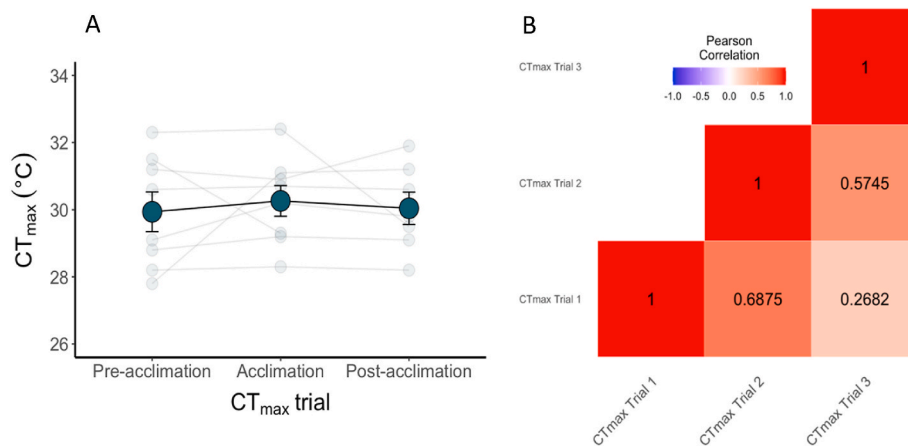 A
34
32
30
28
26
CTmax (°C)
Pre-acclimation Acclimation Post-acclimation
CTmax trial
B
Pearson
Correlation
-1.0 -0.5 0.0 0.5 1.0
CTmax Trial 3
1
CTmax Trial 2
1 0.5745
CTmax Trial 1
1 0.6875 0.2682
CTmax Trial 1
CTmax Trial 2
CTmax Trial 3